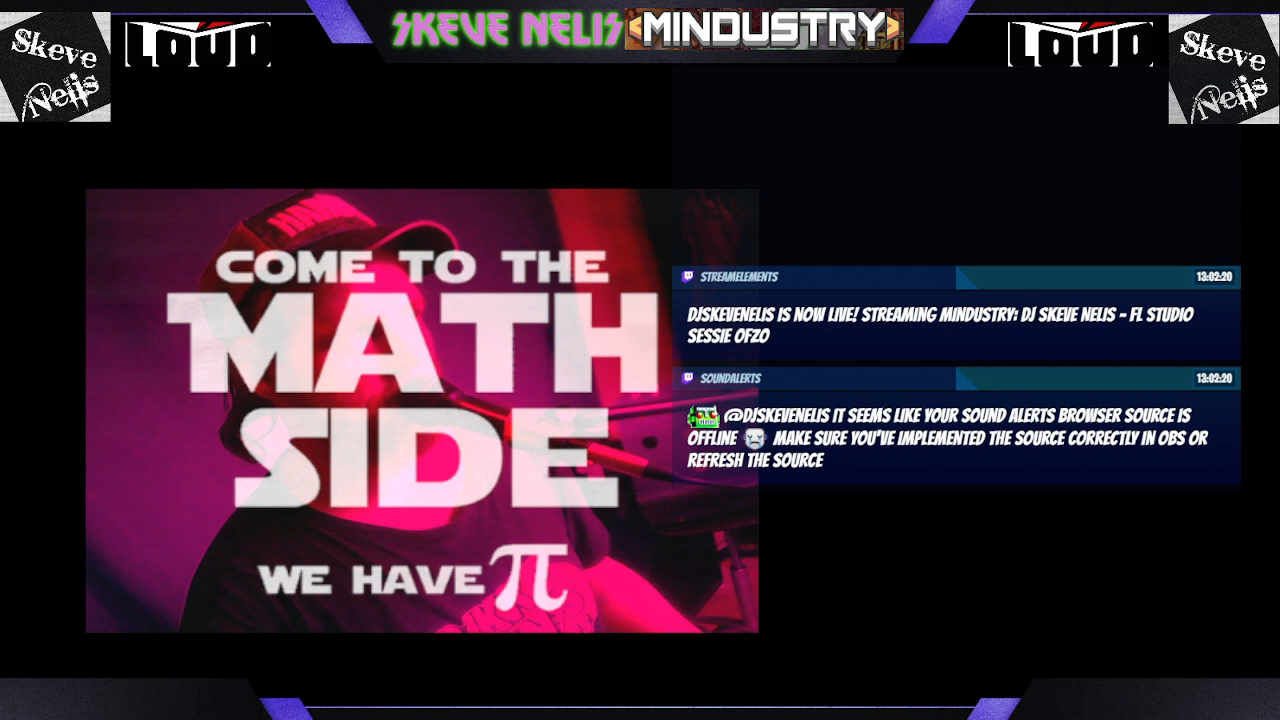 SKEVE NELIS MINDUSTRY
Skeve
Nelis
LOUD
LOUD
Skeve
Nelis
COME TO THE
MATH
SIDE
WE HAVE π
STREAMELEMENTS 13:02:20
DJSKEVENELIS IS NOW LIVE! STREAMING MINDUSTRY: DJ SKEVE NELIS - FL STUDIO
SESSIE OFZO
SOUNDALERTS 13:02:20
@DJSKEVENELIS IT SEEMS LIKE YOUR SOUND ALERTS BROWSER SOURCE IS
OFFLINE MAKE SURE YOU'VE IMPLEMENTED THE SOURCE CORRECTLY IN OBS OR
REFRESH THE SOURCE